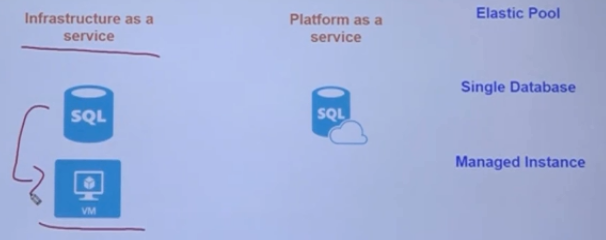 Infrastructure as a
service
SQL
VM
Platform as a
service
SQL
Elastic Pool
Single Database
Managed Instance